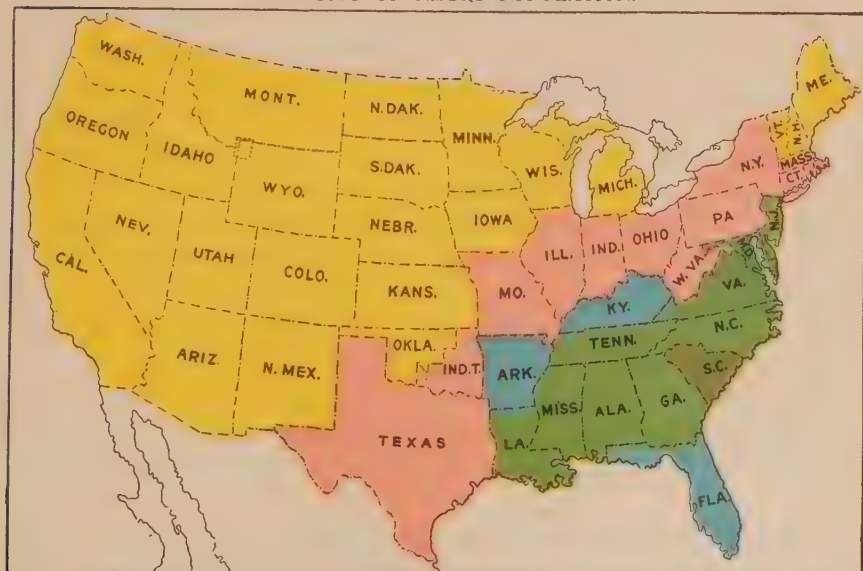 WASH.
MONT.
N.DAK.
MINN.
ME.
OREGON
IDAHO
S.DAK.
WIS.
MICH.
VT.
N.H.
N.Y.
MASS.
CT.
WYO.
NEV.
NEBR.
IOWA
PA
N.J.
CAL.
UTAH
COLO.
KANS.
MO.
ILL.
IND.
OHIO
W.VA.
VA.
KY.
N.C.
ARIZ.
N.MEX.
OKLA.
IND.T.
ARK.
TENN.
S.C.
TEXAS
LA.
MISS.
ALA.
GA.
FLA.